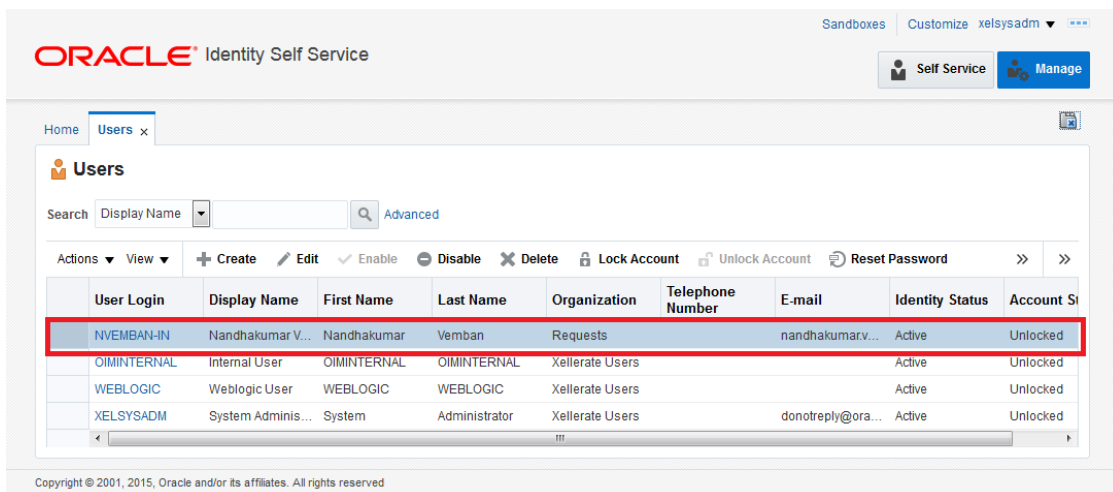 Sandboxes Customize xelsysadm
ORACLE Identity Self Service
Self Service Manage
Home Users x
Users
Search Display Name Advanced
Actions View Create Edit Enable Disable Delete Lock Account Unlock Account Reset Password » »
User Login Display Name First Name Last Name Organization Telephone Number E-mail Identity Status Account St
NVEMBAN-IN Nandhakumar V... Nandhakumar Vemban Requests nandhakumar.v... Active Unlocked
OIMINTERNAL Internal User OIMINTERNAL OIMINTERNAL Xellerate Users Active Unlocked
WEBLOGIC Weblogic User WEBLOGIC WEBLOGIC Xellerate Users Active Unlocked
XELSYSADM System Adminis... System Administrator Xellerate Users donotreply@ora... Active Unlocked
Copyright © 2001, 2015, Oracle and/or its affiliates. All rights reserved